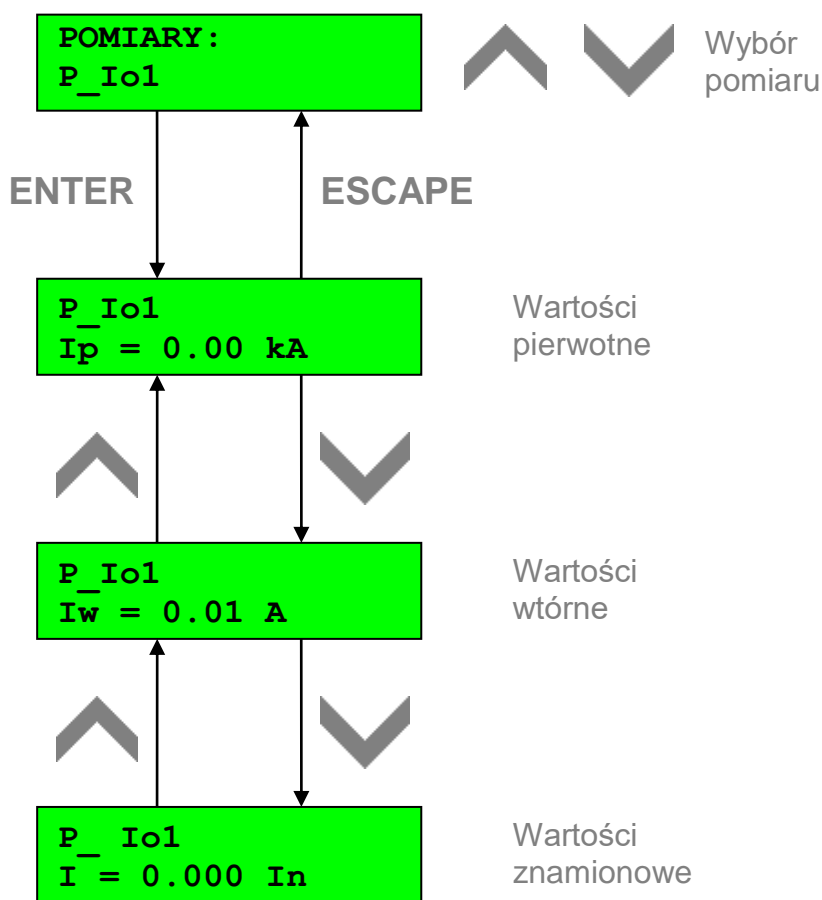 POMIARY:
P_Io1
Wybór
pomiaru
ENTER
ESCAPE
P_Io1
Ip = 0.00 kA
Wartości
pierwotne
P_Io1
Iw = 0.01 A
Wartości
wtórne
P_ Io1
I = 0.000 In
Wartości
znamionowe